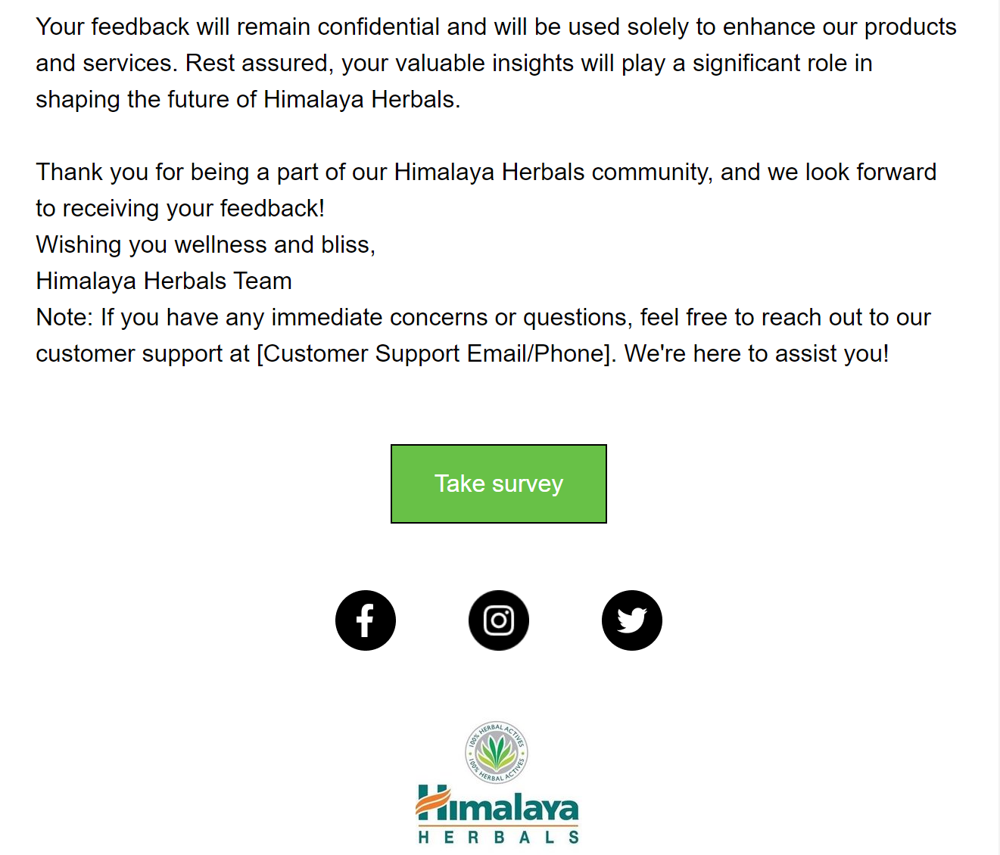 Your feedback will remain confidential and will be used solely to enhance our products
and services. Rest assured, your valuable insights will play a significant role in
shaping the future of Himalaya Herbals.
Thank you for being a part of our Himalaya Herbals community, and we look forward
to receiving your feedback!
Wishing you wellness and bliss,
Himalaya Herbals Team
Note: If you have any immediate concerns or questions, feel free to reach out to our
customer support at [Customer Support Email/Phone]. We're here to assist you!
Take survey
100% HERBAL ACTIVES
100% HERBAL ACTIVES
Himalaya
HERBALS